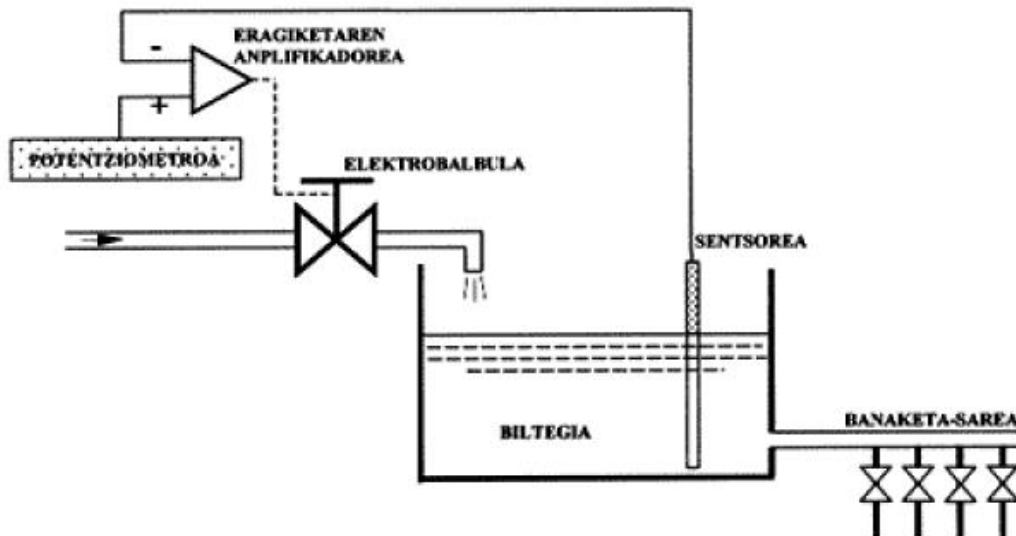 -
ERAGIKETAREN
ANPLIFIKADOREA
+
POTENTZIOMETROA
ELEKTROBALBULA
SENTSOREA
BILTEGIA
BANAKETA-SAREA